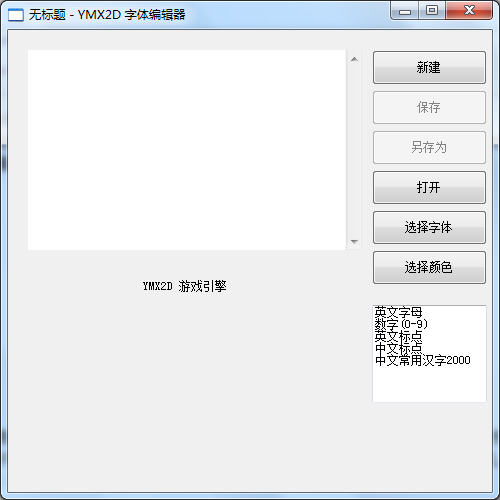 无标题 - YMX2D 字体编辑器
新建
保存
另存为
打开
选择字体
选择颜色
YMX2D 游戏引擎
英文字母
数字(0-9)
英文标点
中文标点
中文常用汉字2000